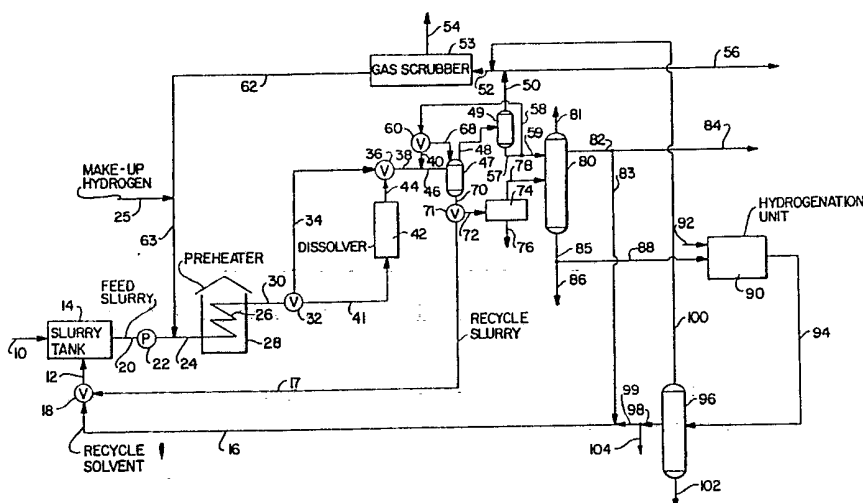 54
53
GAS SCRUBBER
62
52
50
56
58
49
81
60
68
59
82
84
36
38
40
48
47
57
78
80
MAKE-UP
HYDROGEN
25
46
44
70
74
83
34
71
72
HYDROGENATION
UNIT
63
DISSOLVER
42
76
92
PREHEATER
85
88
14
FEED
SLURRY
30
86
90
100
10
SLURRY
TANK
26
32
41
RECYCLE
SLURRY
94
20
22
24
28
12
17
18
99
98
96
RECYCLE
SOLVENT
16
104
102
V
V
V
V
V
P